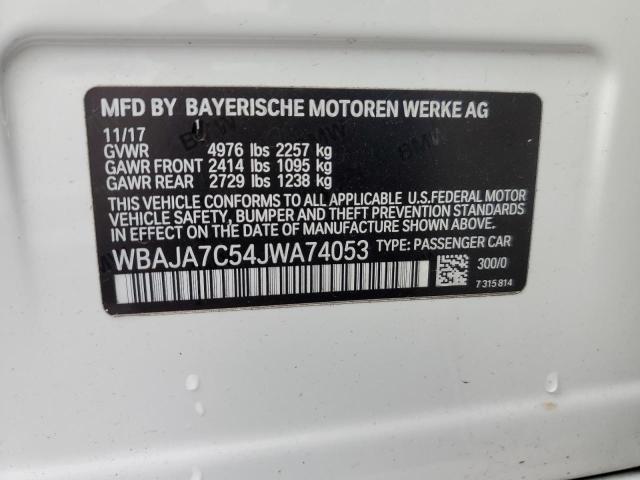 MFD BY BAYERISCHE MOTOREN WERKE AG
11/17
GVWR 4976 lbs 2257 kg
GAWR FRONT 2414 lbs 1095 kg
GAWR REAR 2729 lbs 1238 kg
THIS VEHICLE CONFORMS TO ALL APPLICABLE U.S.FEDERAL MOTOR
VEHICLE SAFETY, BUMPER AND THEFT PREVENTION STANDARDS
IN EFFECT ON THE DATE OF MANUFACTURE SHOWN ABOVE.
WBAJA7C54JWA74053 TYPE: PASSENGER CAR
300/0
7 315 814
BMW
BMW